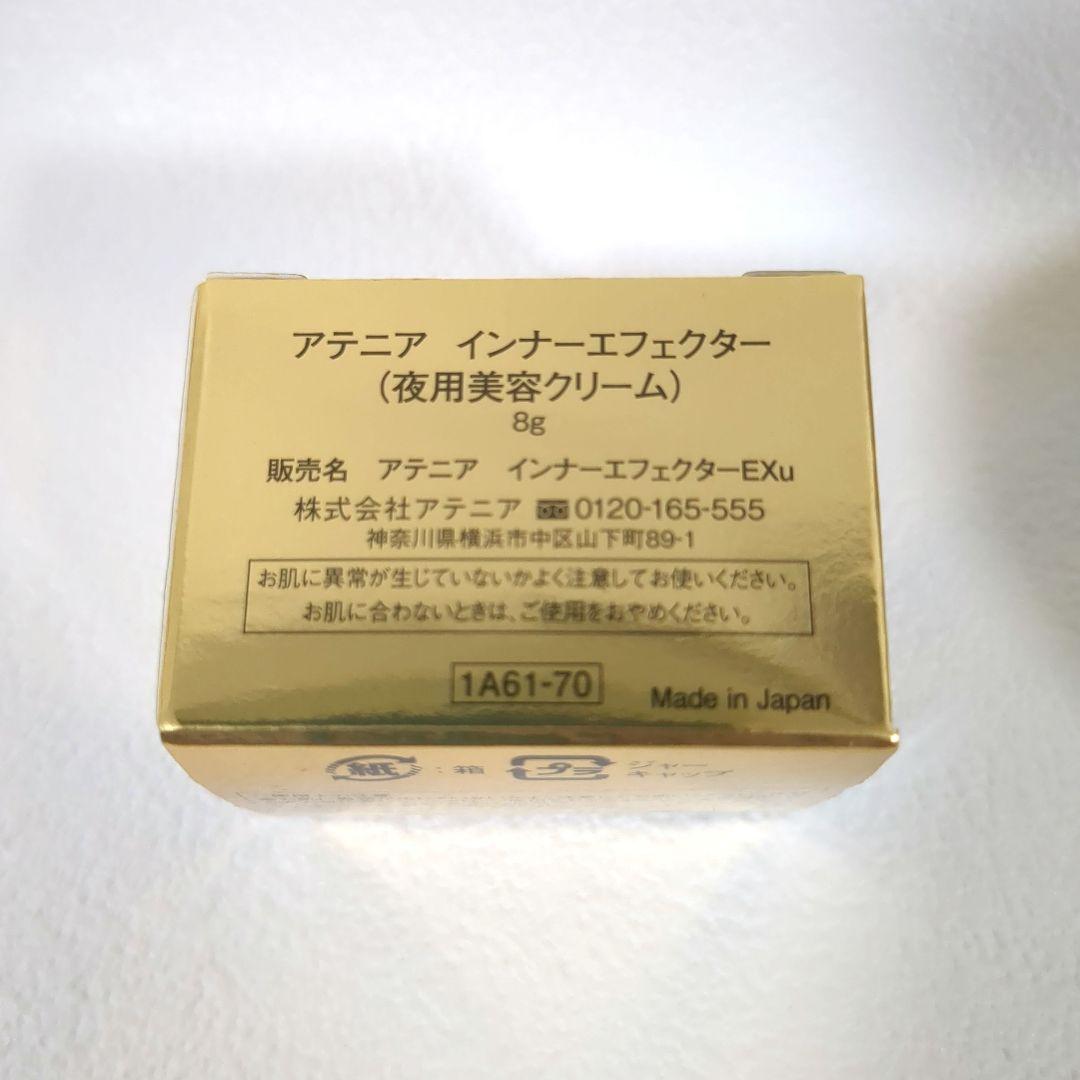 アテニア インナーエフェクター
(夜用美容クリーム)
8g
販売名 アテニア インナーエフェクターEXu
株式会社アテニア 0120-165-555
神奈川県横浜市中区山下町89-1
お肌に異常が生じていないかよく注意してお使いください。
お肌に合わないときは、ご使用をおやめください。
1A61-70
Made in Japan
紙 : 箱 プラ ジャー
キャップ